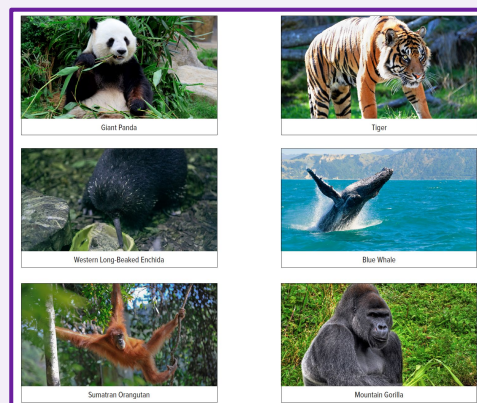 Giant Panda
Tiger
Western Long-Beaked Enchida
Blue Whale
Sumatran Orangutan
Mountain Gorilla